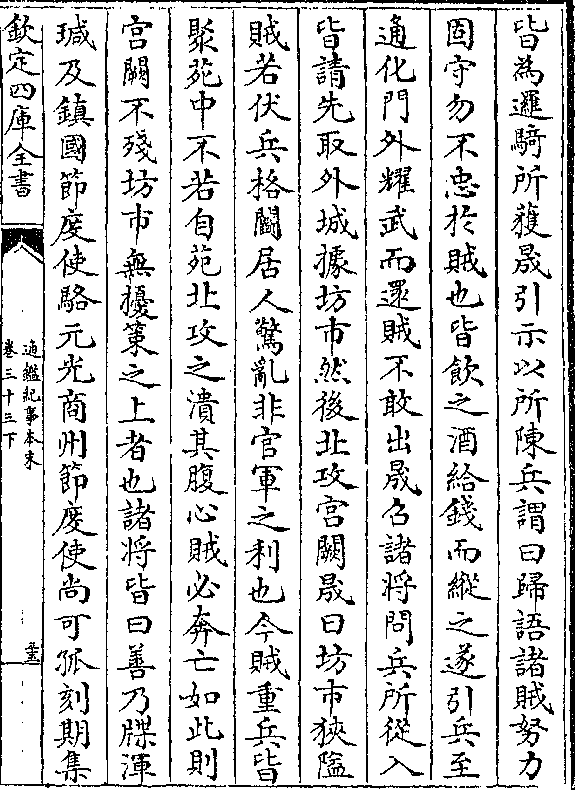 皆為邏騎所獲晟引示以所陳兵謂曰歸語諸賊努力
固守勿不忠於賊也皆飲之酒給錢而縱之遂引兵至
通化門外耀武而還賊不敢出晟召諸將問兵所從入
皆請先取外城據坊市然後北攻宫闕晟曰坊市狹隘
賊若伏兵格鬭居人驚亂非官軍之利也今賊重兵皆
聚苑中不若自苑北攻之潰其腹心賊必奔亡如此則
宫闕不殘坊市無擾策之上者也諸將皆曰善乃牒渾
瑊及鎮國節度使駱元光商州節度使尚可孤刻期集
欽定四庫全書
通鑑紀事本末
卷三十三下